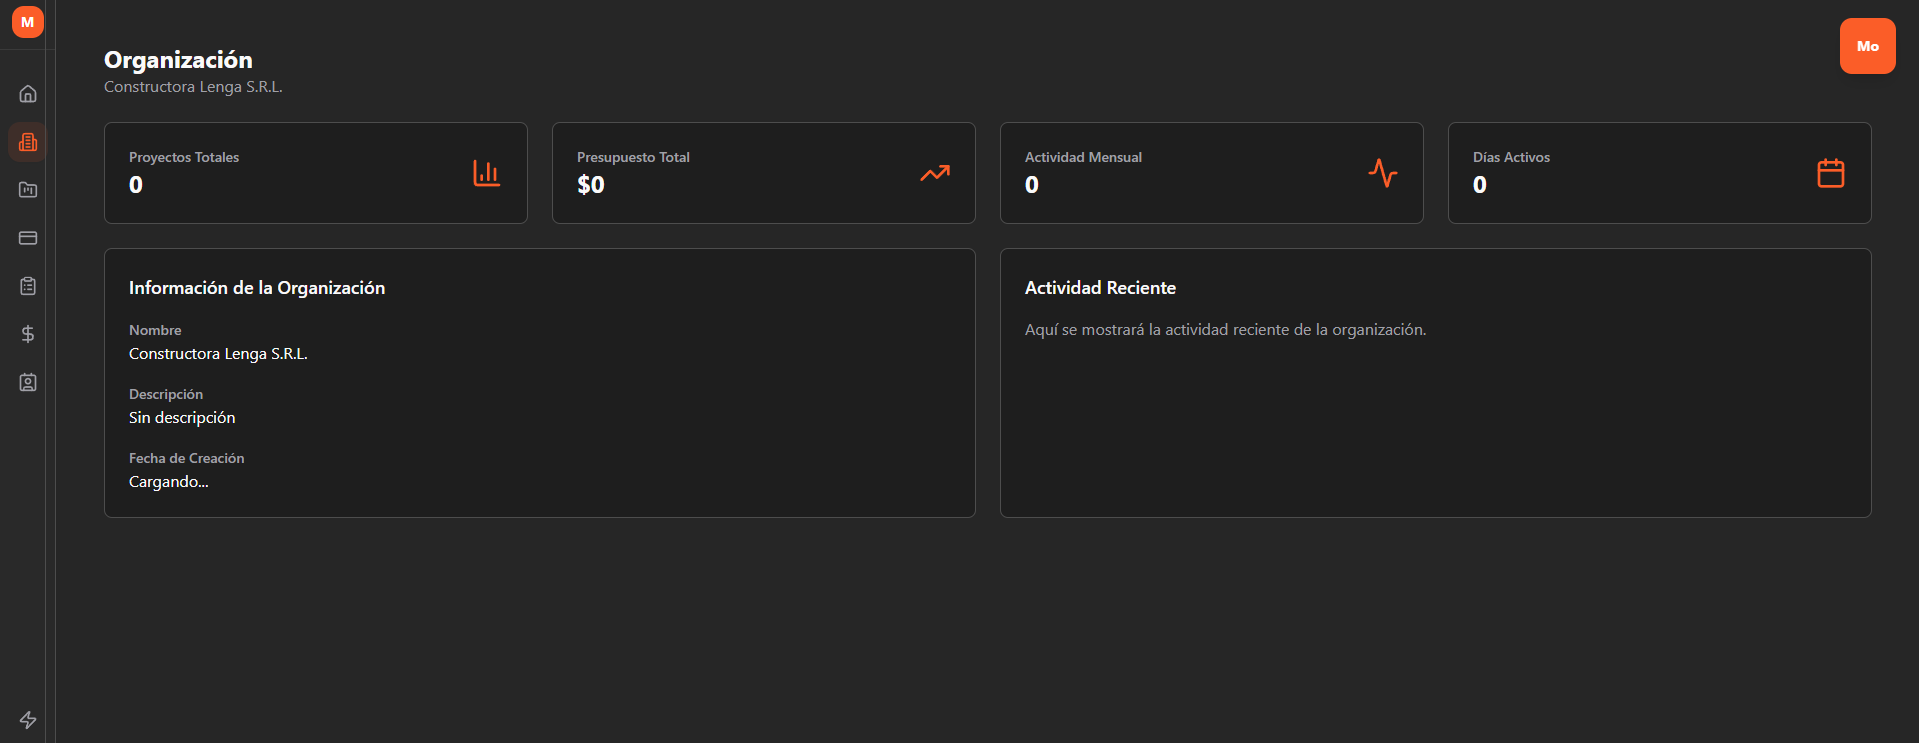 M
Mo
Organización
Constructora Lenga S.R.L.
Proyectos Totales
0
Presupuesto Total
$0
Actividad Mensual
0
Días Activos
0
Información de la Organización
Nombre
Constructora Lenga S.R.L.
Descripción
Sin descripción
Fecha de Creación
Cargando...
Actividad Reciente
Aquí se mostrará la actividad reciente de la organización.